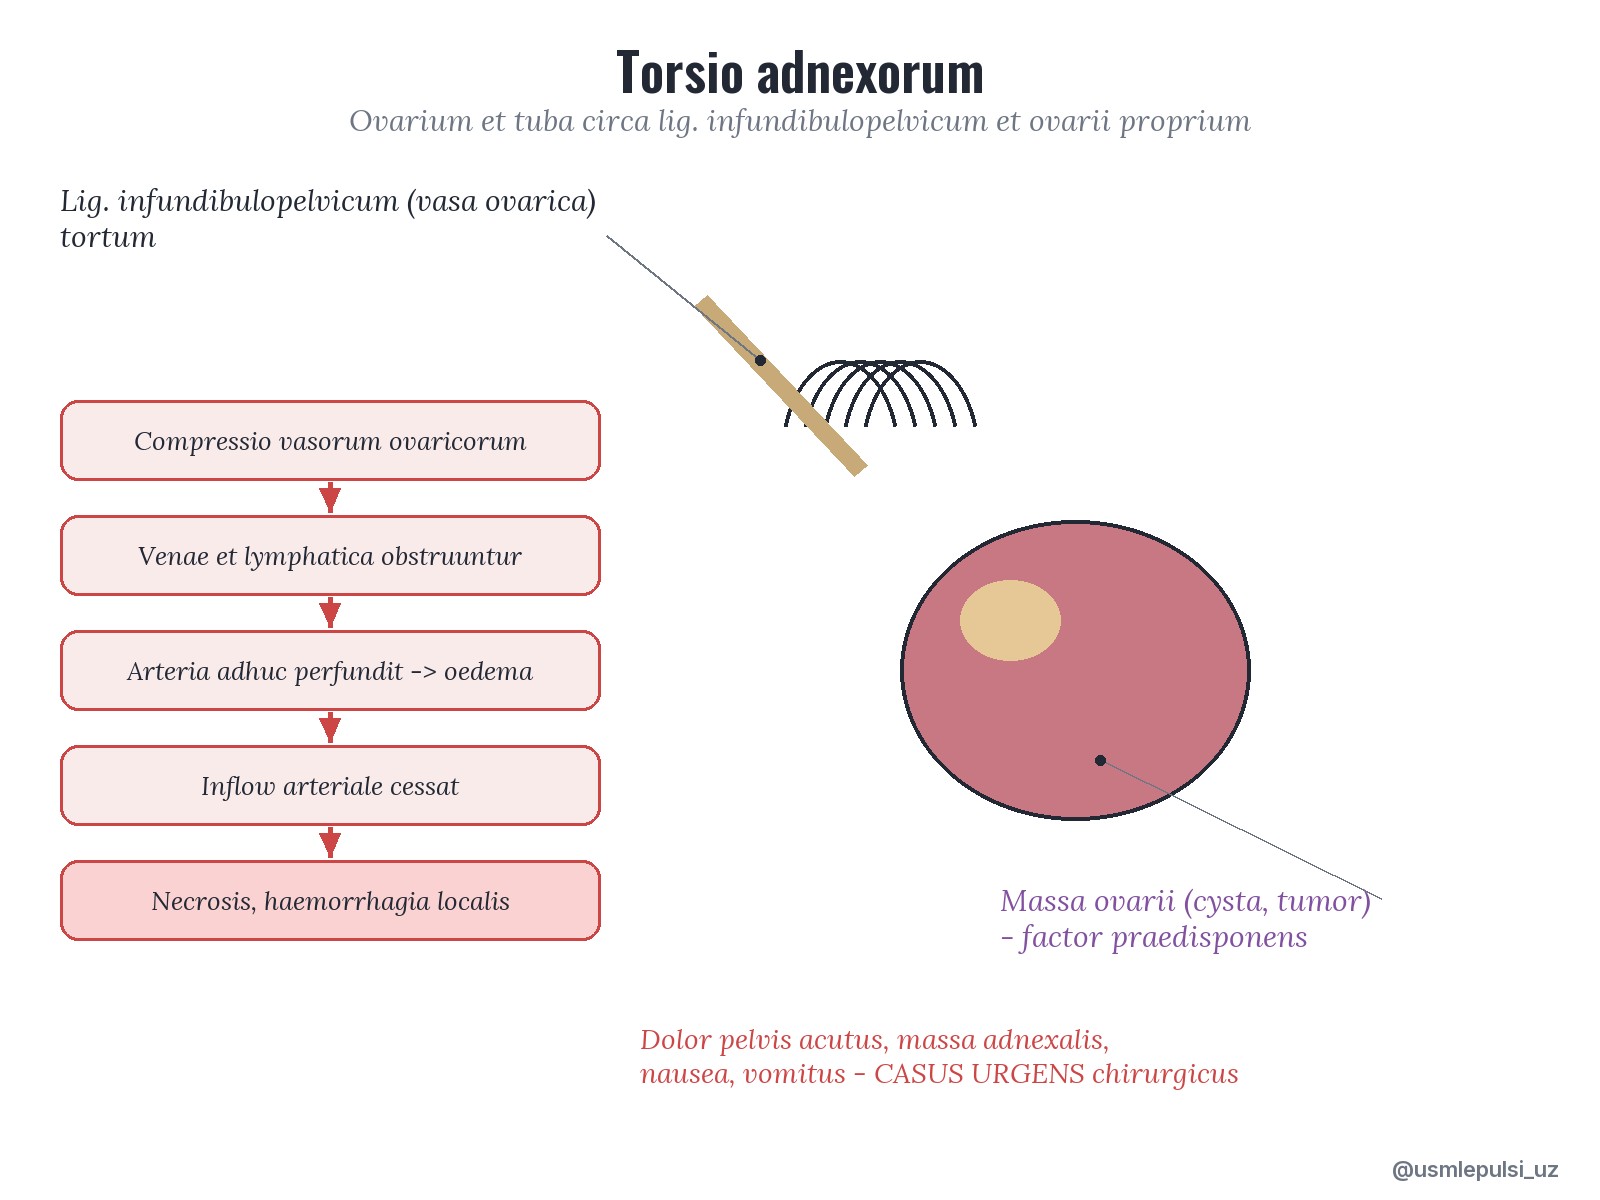 Torsio adnexorum
Ovarium et tuba circa lig. infundibulopelvicum et ovarii proprium
Lig. infundibulopelvicum (vasa ovarica)
tortum
Compressio vasorum ovaricorum
Venae et lymphatica obstruuntur
Arteria adhuc perfundit -> oedema
Inflow arteriale cessat
Necrosis, haemorrhagia localis
Massa ovarii (cysta, tumor)
- factor praedisponens
Dolor pelvis acutus, massa adnexalis,
nausea, vomitus - CASUS URGENS chirurgicus
@usmlepulsi_uz